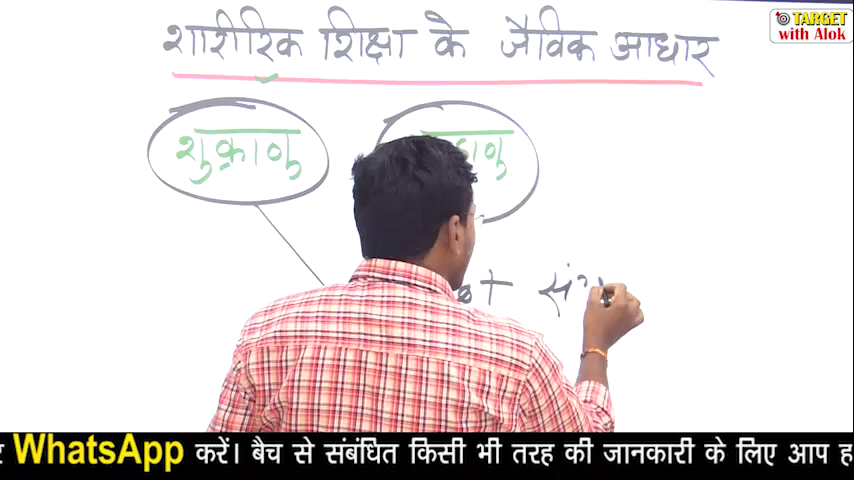 शारीरिक शिक्षा के जैविक आधार
TARGET
with Alok
शुक्राणु
+
WhatsApp करें। बैच से संबंधित किसी भी तरह की जानकारी के लिए आप